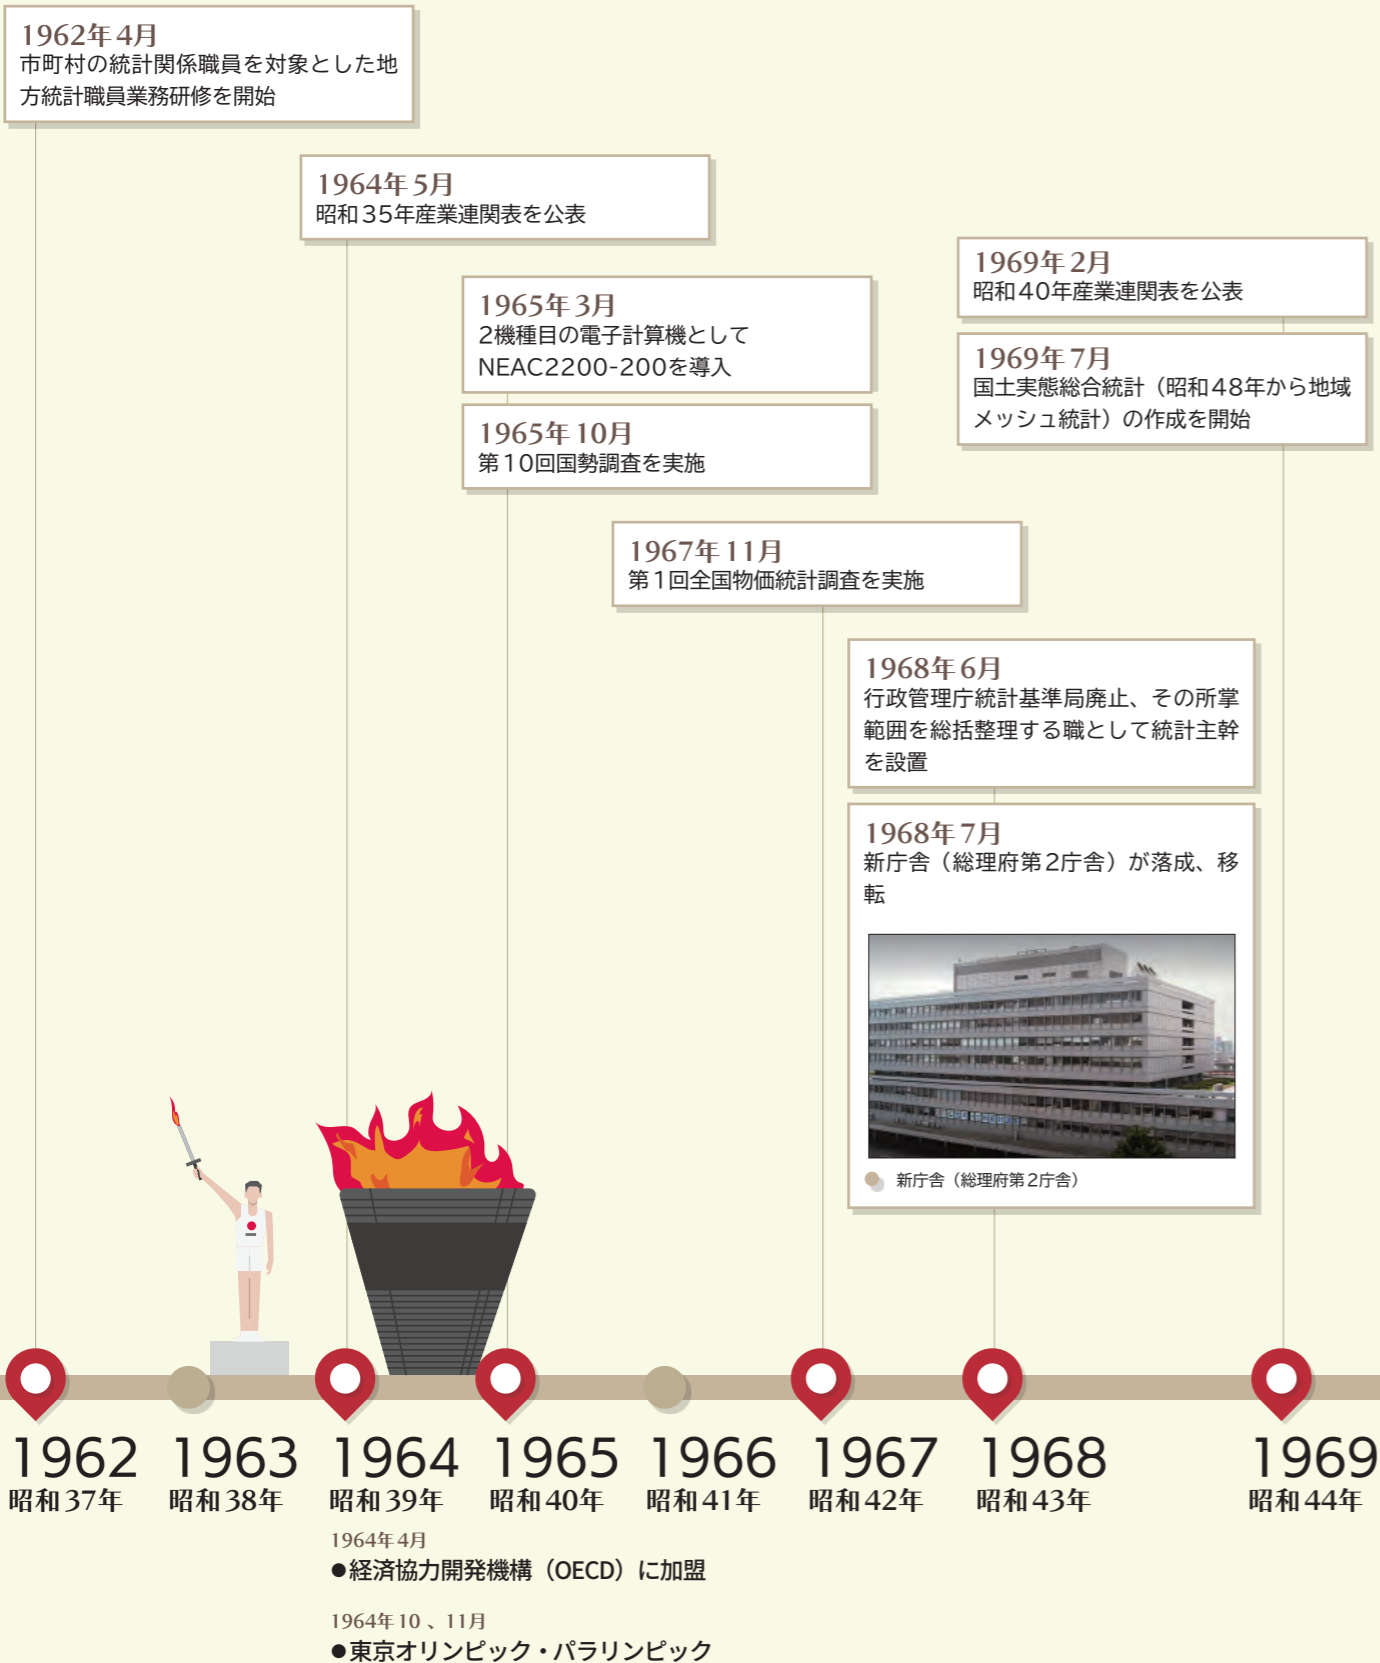 1962年4月
市町村の統計関係職員を対象とした地
方統計職員業務研修を開始
1964年5月
昭和35年産業連関表を公表
1965年3月
2機種目の電子計算機として
NEAC2200-200を導入
1965年10月
第10回国勢調査を実施
1967年11月
第1回全国物価統計調査を実施
1968年6月
行政管理庁統計基準局廃止、その所掌
範囲を総括整理する職として統計主幹
を設置
1968年7月
新庁舎（総理府第2庁舎）が落成、移
転
新庁舎（総理府第2庁舎）
1969年2月
昭和40年産業連関表を公表
1969年7月
国土実態総合統計（昭和48年から地域
メッシュ統計）の作成を開始
1962 1963 1964 1965 1966 1967 1968 1969
昭和37年 昭和38年 昭和39年 昭和40年 昭和41年 昭和42年 昭和43年 昭和44年
1964年4月
●経済協力開発機構（OECD）に加盟
1964年10、11月
●東京オリンピック・パラリンピック